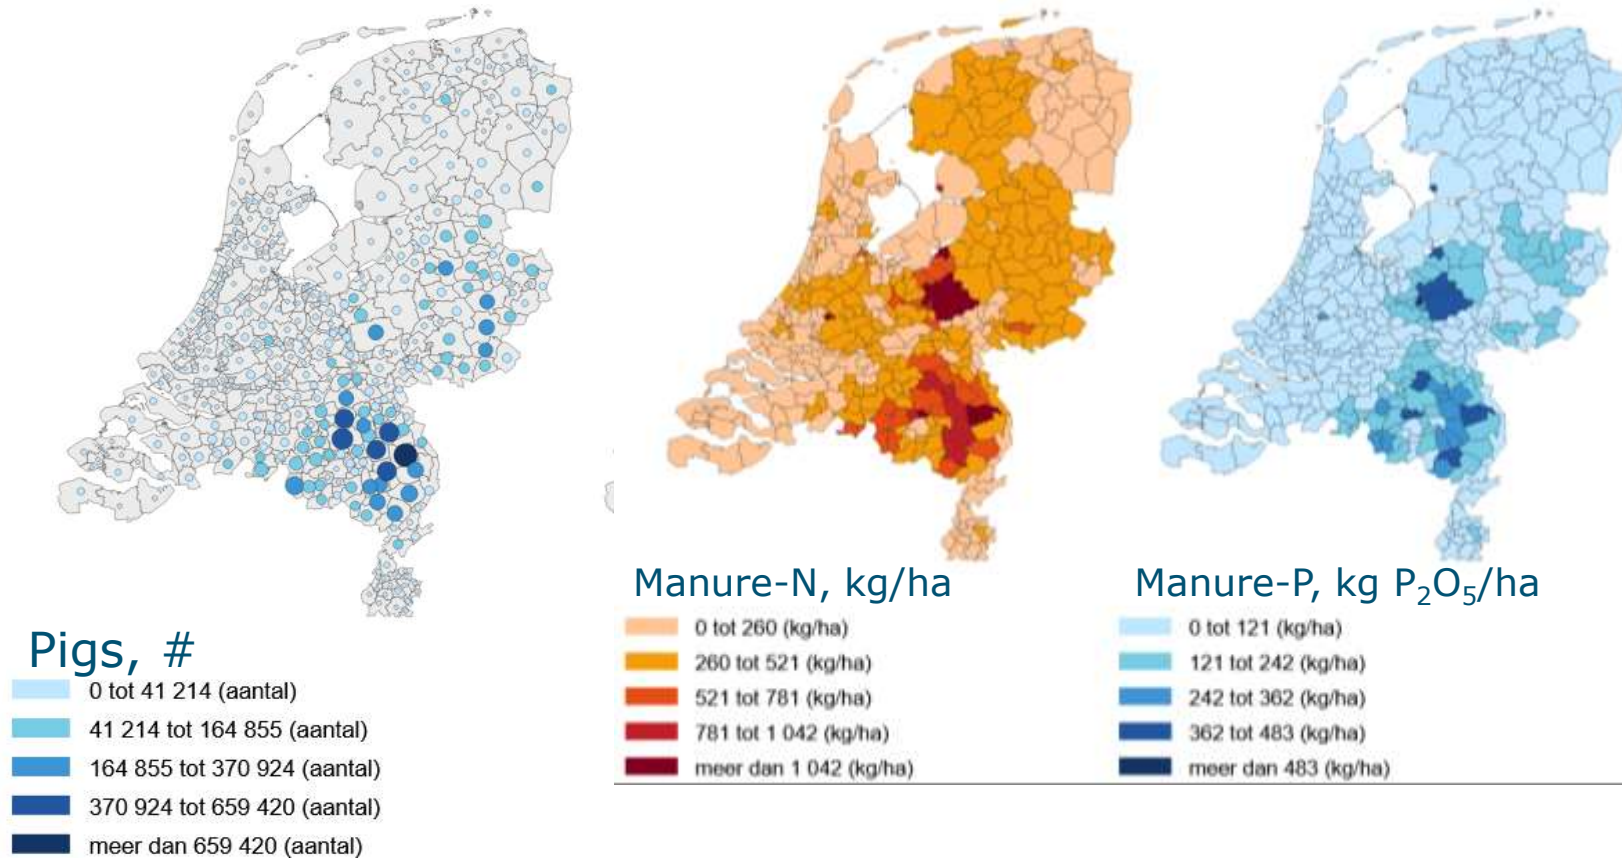 Pigs, #
0 tot 41 214 (aantal)
41 214 tot 164 855 (aantal)
164 855 tot 370 924 (aantal)
370 924 tot 659 420 (aantal)
meer dan 659 420 (aantal)
Manure-N, kg/ha
0 tot 260 (kg/ha)
260 tot 521 (kg/ha)
521 tot 781 (kg/ha)
781 tot 1 042 (kg/ha)
meer dan 1 042 (kg/ha)
Manure-P, kg P₂O₅/ha
0 tot 121 (kg/ha)
121 tot 242 (kg/ha)
242 tot 362 (kg/ha)
362 tot 483 (kg/ha)
meer dan 483 (kg/ha)